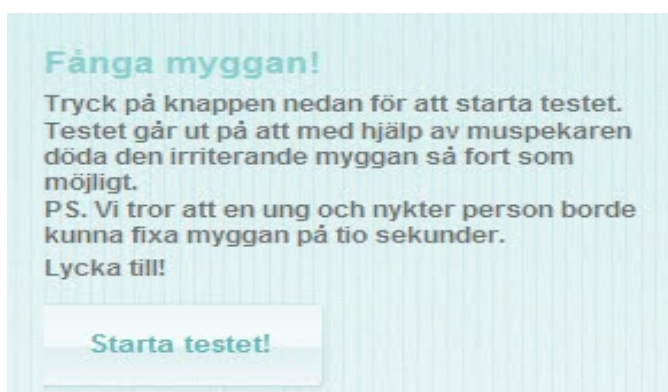 Fånga myggan!
Tryck på knappen nedan för att starta testet.
Testet går ut på att med hjälp av muspekaren
döda den irriterande myggan så fort som
möjligt.
PS. Vi tror att en ung och nykter person borde
kunna fixa myggan på tio sekunder.
Lycka till!
Starta testet!